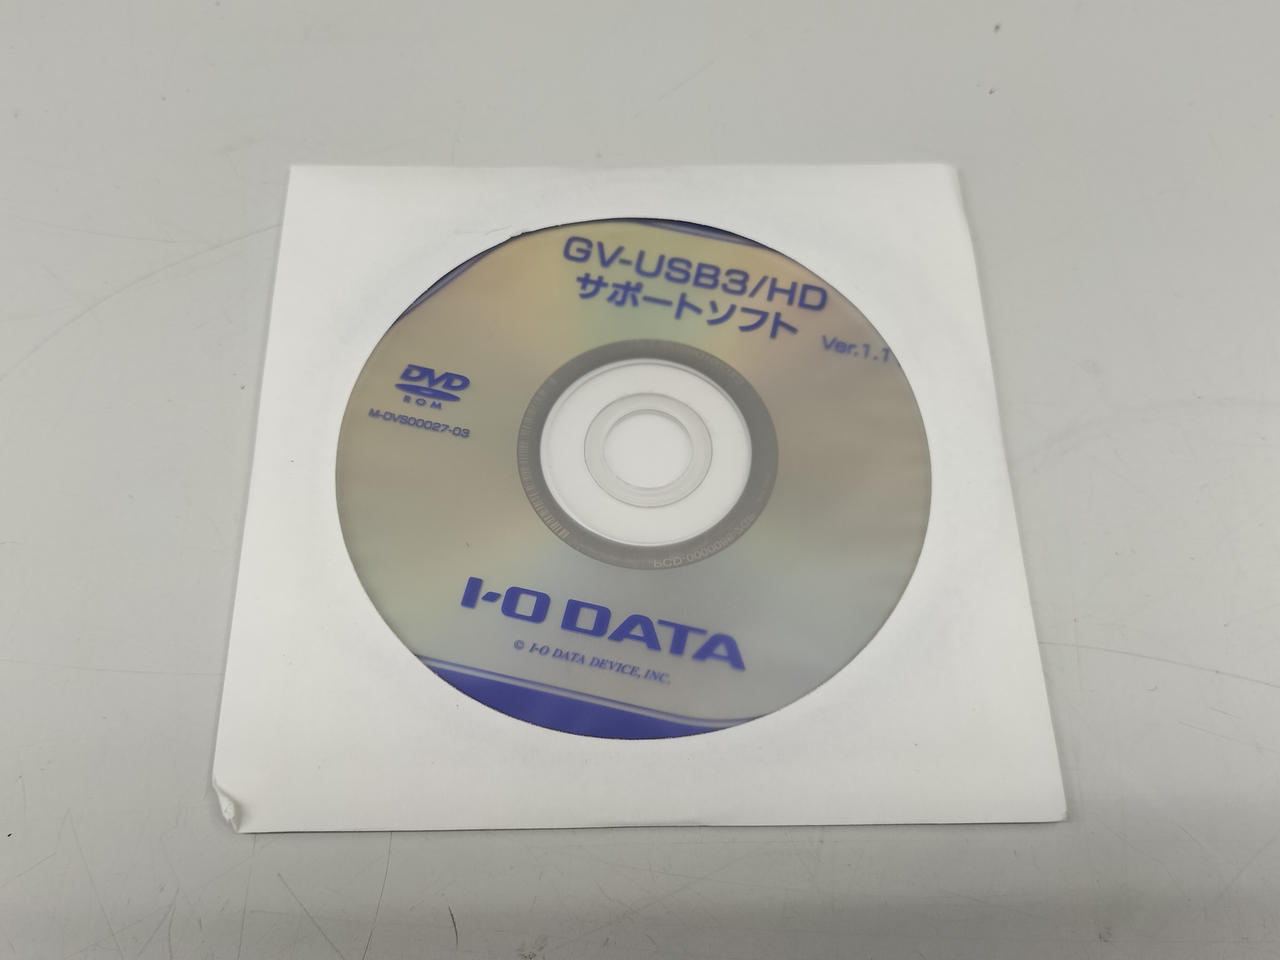 GV-USB3/HD
サポートソフト Ver.1.1
DVD
ROM
M-DVS00027-03
I-O DATA
© I-O DATA DEVICE, INC.